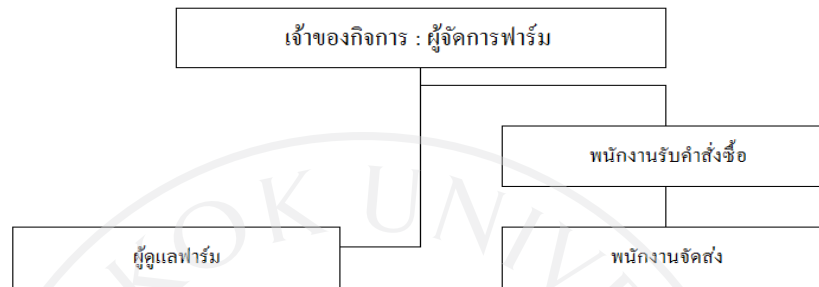 เจ้าของกิจการ : ผู้จัดการฟาร์ม
พนักงานรับคำสั่งซื้อ
ผู้ดูแลฟาร์ม
พนักงานจัดส่ง
KOK UNIV